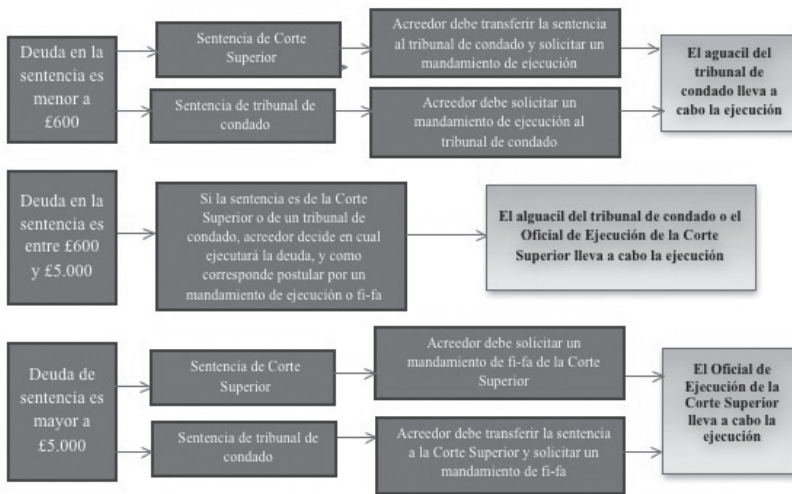 Deuda en la
sentencia es
menor a
£600
Sentencia de Corte
Superior
Acreedor debe transferir la sentencia
al tribunal de condado y solicitar un
mandamiento de ejecución
Sentencia de tribunal de
condado
Acreedor debe solicitar un
mandamiento de ejecución al
tribunal de condado
El aguacil del
tribunal de
condado lleva a
cabo la ejecución
Deuda en la
sentencia es
entre £600
y £5.000
Si la sentencia es de la Corte
Superior o de un tribunal de
condado, acreedor decide en cual
ejecutará la deuda, y como
corresponde postular por un
mandamiento de ejecución o fi-fa
El alguacil del tribunal de condado o el
Oficial de Ejecución de la Corte
Superior lleva a cabo la ejecución
Deuda de
sentencia es
mayor a
£5.000
Sentencia de Corte
Superior
Acreedor debe solicitar un
mandamiento de fi-fa de la Corte
Superior
Sentencia de tribunal de
condado
Acreedor debe transferir la sentencia
a la Corte Superior y solicitar un
mandamiento de fi-fa
El Oficial de
Ejecución de la
Corte Superior
lleva a cabo la
ejecución